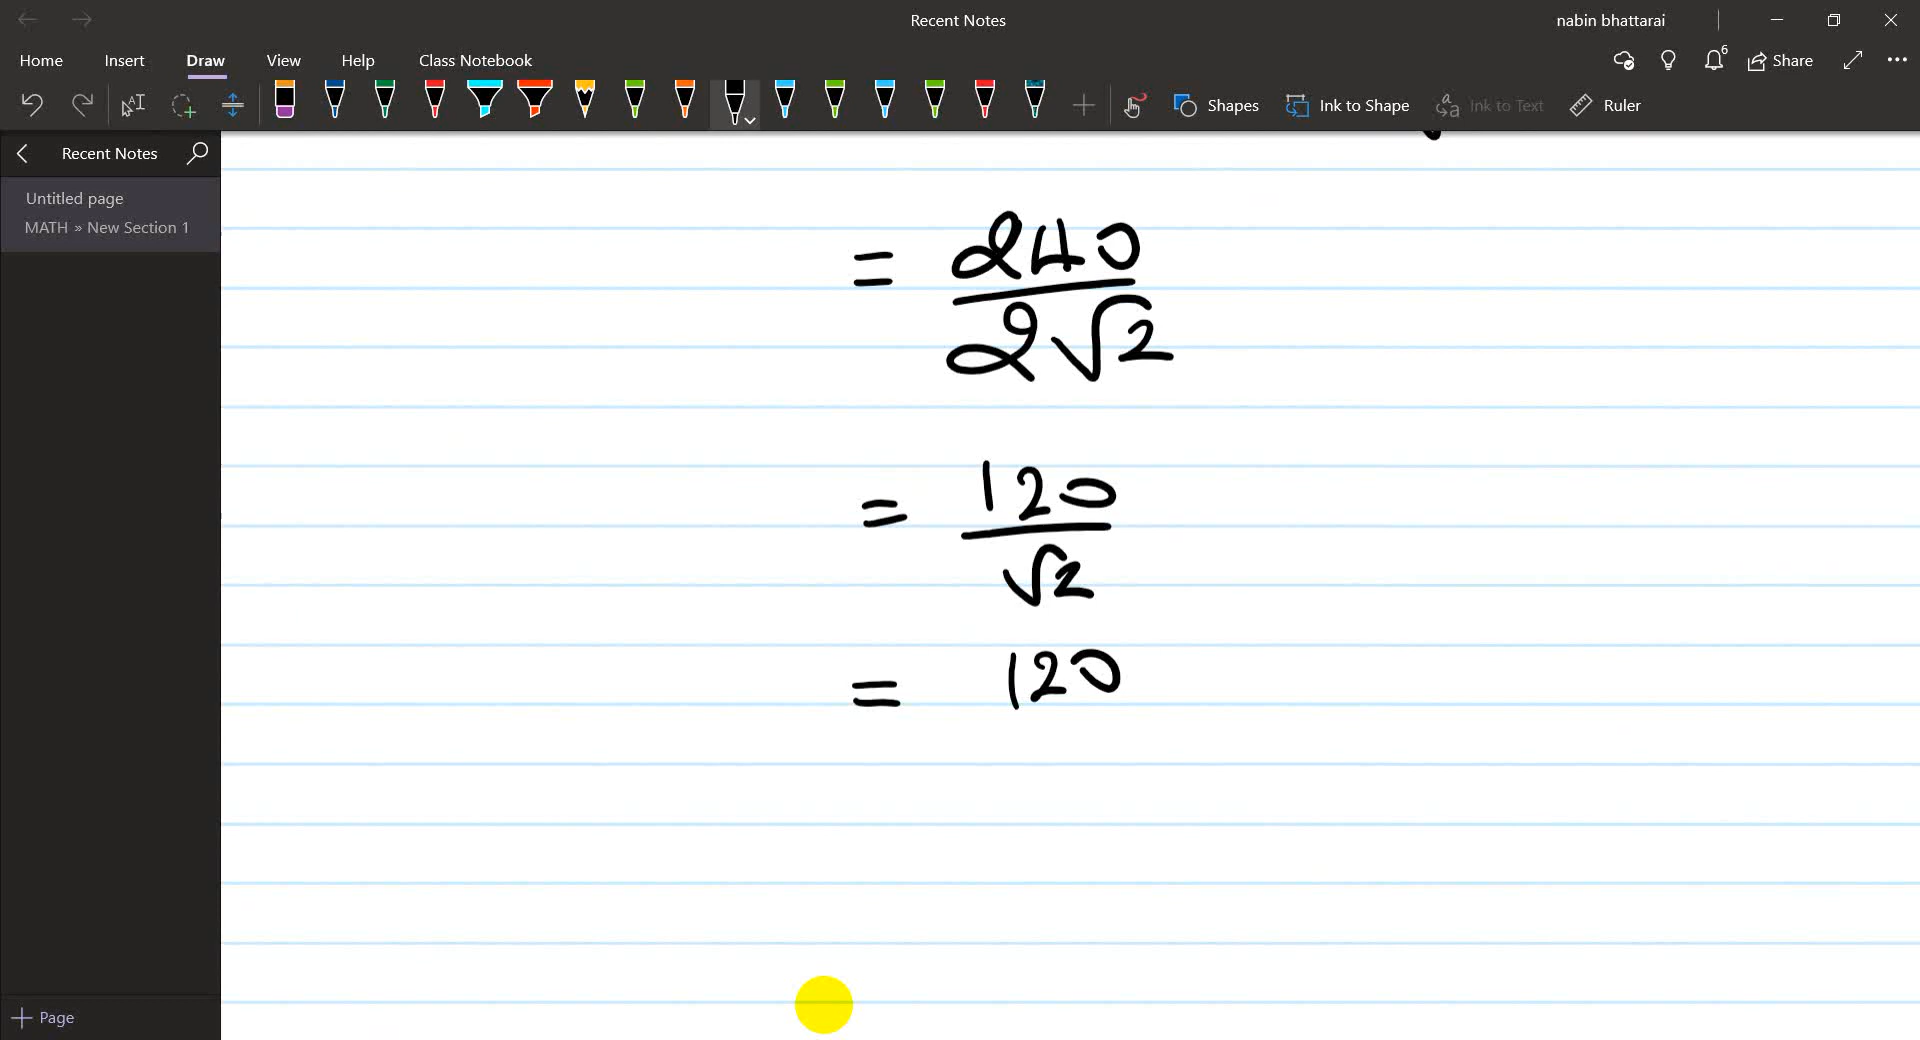 Recent Notes
nabin bhattarai
Home Insert Draw View Help Class Notebook
6
Share
Shapes Ink to Shape Ink to Text Ruler
Recent Notes
Untitled page
MATH » New Section 1
= 240
2√2
= 120
√2
= 120
Page